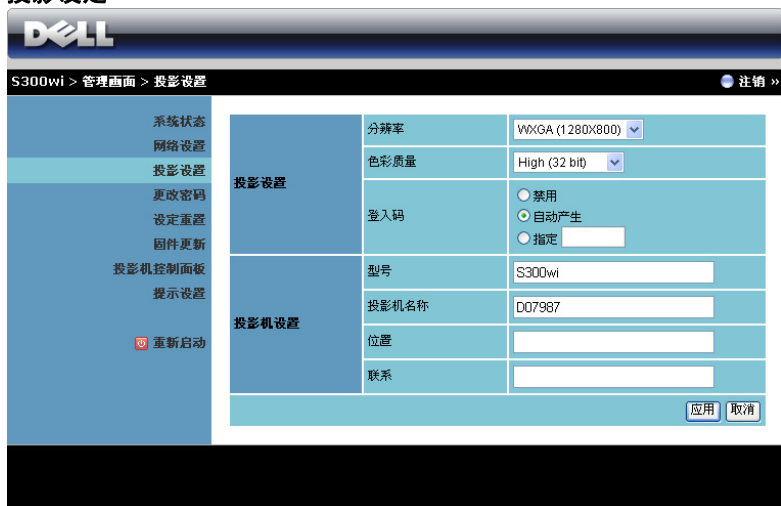 投影设定
DELL
S300wi > 管理画面 > 投影设置
注销 »
系统状态
网络设置
投影设置
更改密码
设定重置
固件更新
投影机控制面板
提示设置
重新启动
投影设置
分辨率
WXGA (1280X800)
色彩质量
High (32 bit)
登入码
禁用
自动产生
指定
投影机设置
型号
S300wi
投影机名称
D07987
位置
联系
应用
取消